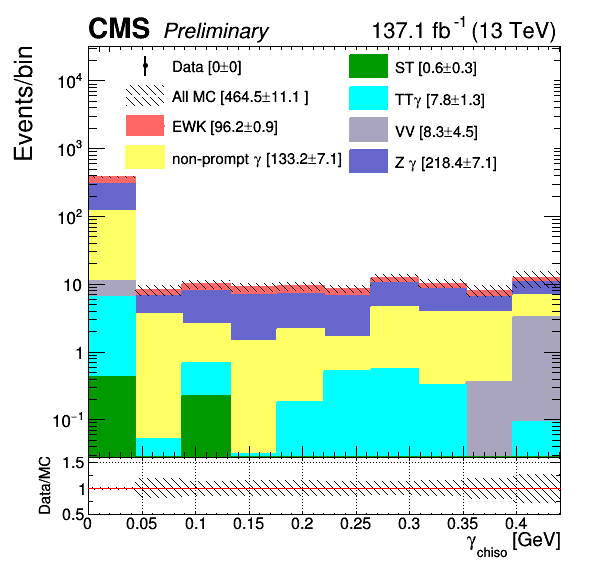 CMS Preliminary 137.1 fb⁻¹ (13 TeV)
Events/bin
Data [0±0]
All MC [464.5±11.1 ]
EWK [96.2±0.9]
non-prompt γ [133.2±7.1]
ST [0.6±0.3]
TTγ [7.8±1.3]
VV [8.3±4.5]
Z γ [218.4±7.1]
10⁴
10³
10²
10
1
10⁻¹
Data/MC
1.5
1
0.5
0 0.05 0.1 0.15 0.2 0.25 0.3 0.35 0.4
γchiso [GeV]